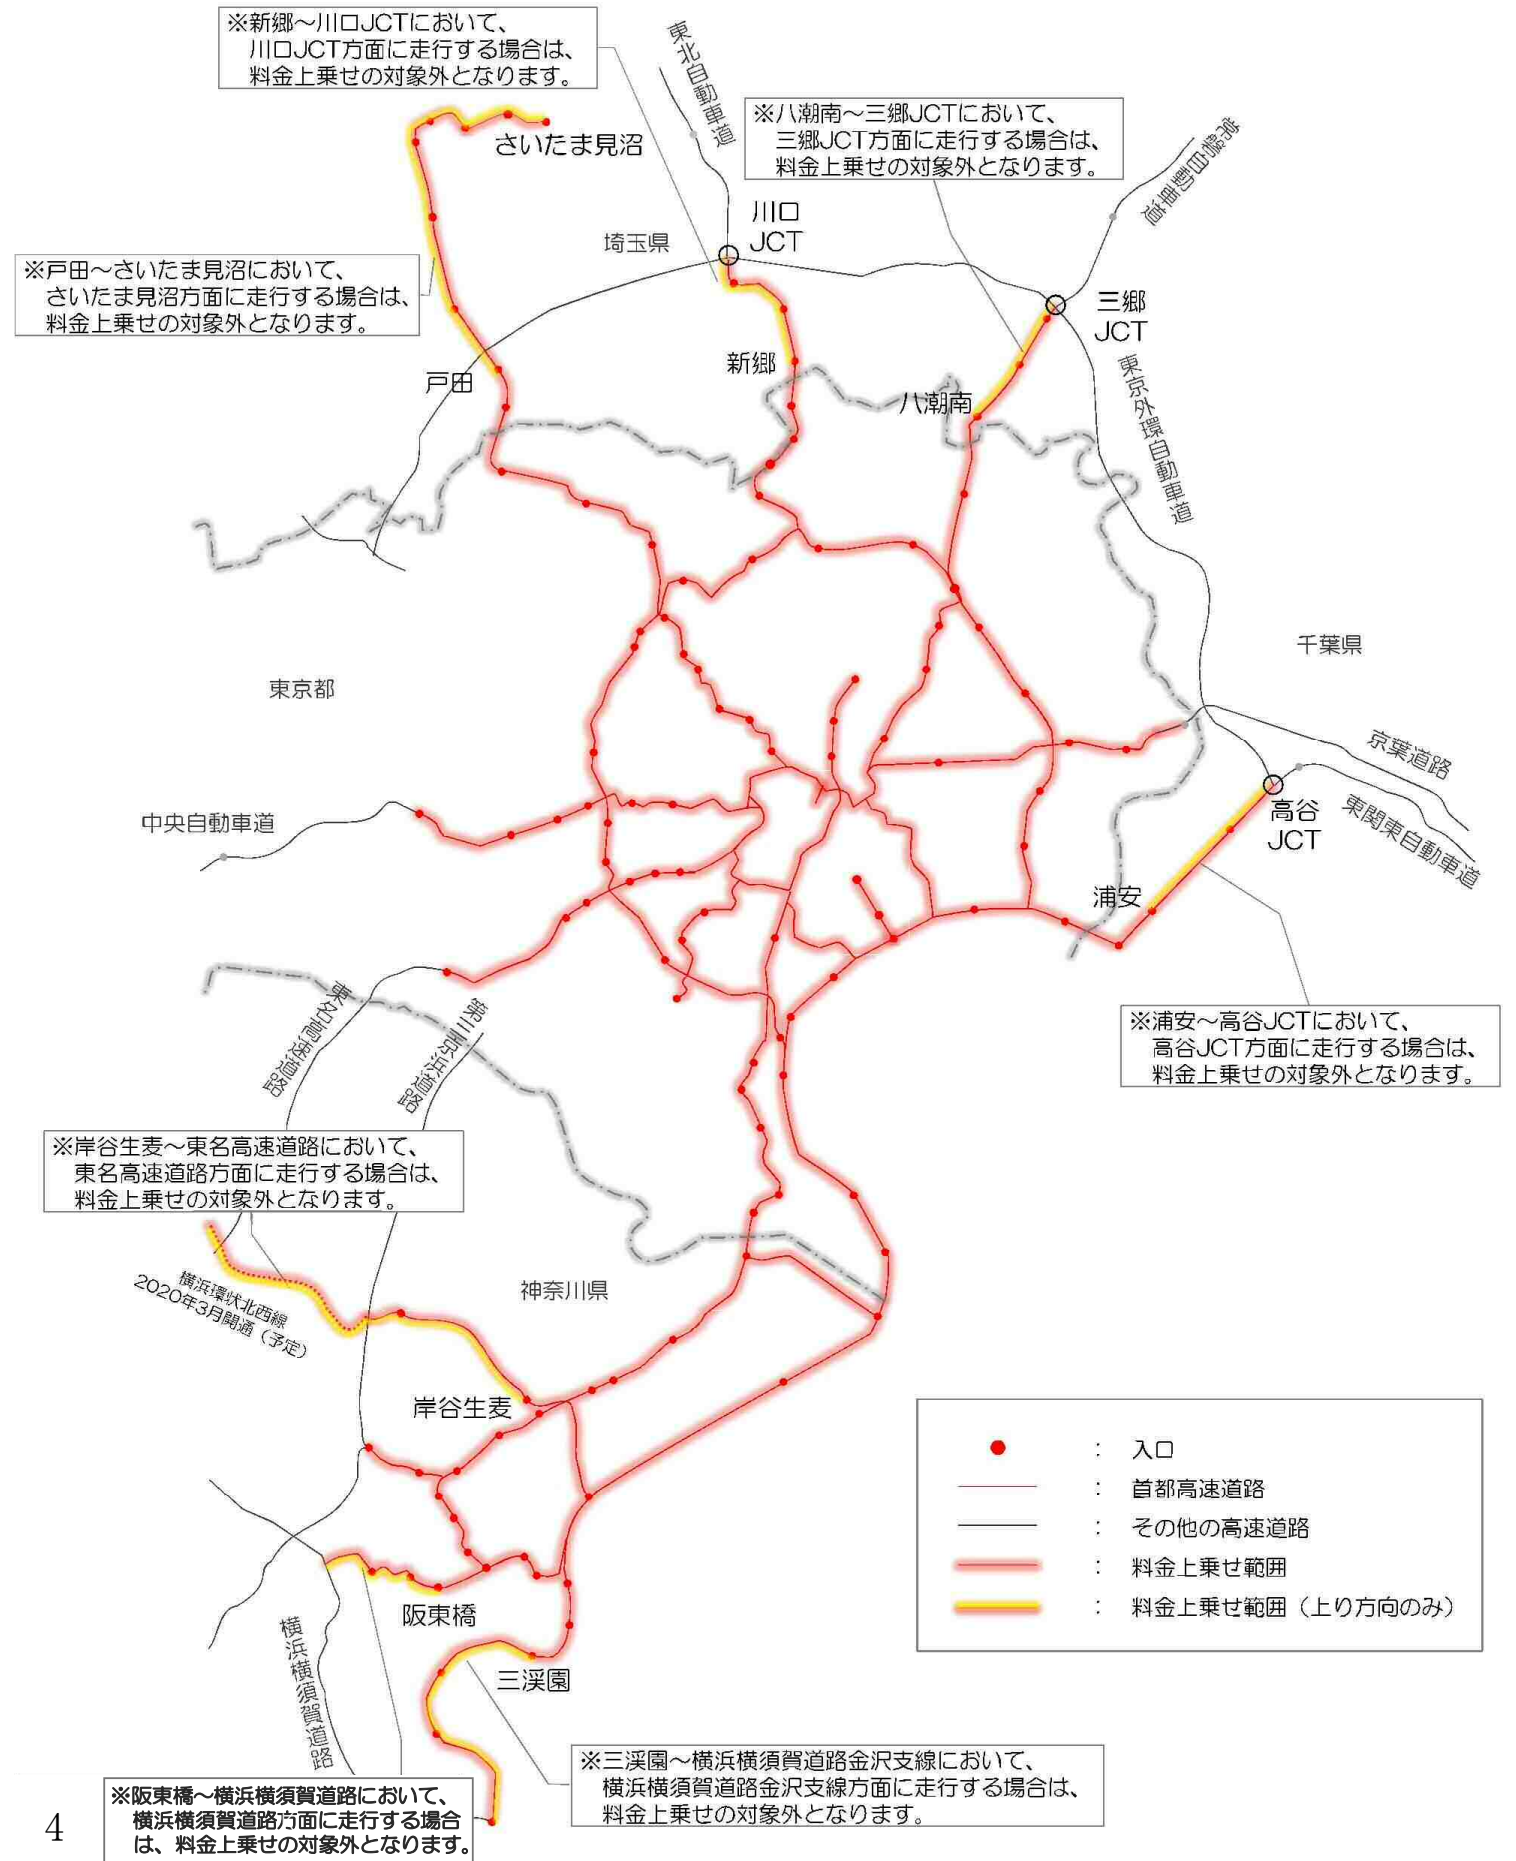 ※新郷～川口JCTにおいて、
川口JCT方面に走行する場合は、
料金上乗せの対象外となります。
東北自動車道
※八潮南～三郷JCTにおいて、
三郷JCT方面に走行する場合は、
料金上乗せの対象外となります。
常磐自動車道
さいたま見沼
川口
JCT
埼玉県
※戸田～さいたま見沼において、
さいたま見沼方面に走行する場合は、
料金上乗せの対象外となります。
三郷
JCT
新郷
戸田
八潮南
東京外環自動車道
千葉県
東京都
京葉道路
中央自動車道
高谷
JCT
東関東自動車道
浦安
東名高速道路
第三京浜道路
※浦安～高谷JCTにおいて、
高谷JCT方面に走行する場合は、
料金上乗せの対象外となります。
※岸谷生麦～東名高速道路において、
東名高速道路方面に走行する場合は、
料金上乗せの対象外となります。
横浜環状北西線
2020年3月開通（予定）
神奈川県
岸谷生麦
： 入口
： 首都高速道路
： その他の高速道路
： 料金上乗せ範囲
： 料金上乗せ範囲（上り方向のみ）
阪東橋
横浜横須賀道路
三渓園
※三渓園～横浜横須賀道路金沢支線において、
横浜横須賀道路金沢支線方面に走行する場合は、
料金上乗せの対象外となります。
※阪東橋～横浜横須賀道路において、
横浜横須賀道路方面に走行する場合
は、料金上乗せの対象外となります。
4